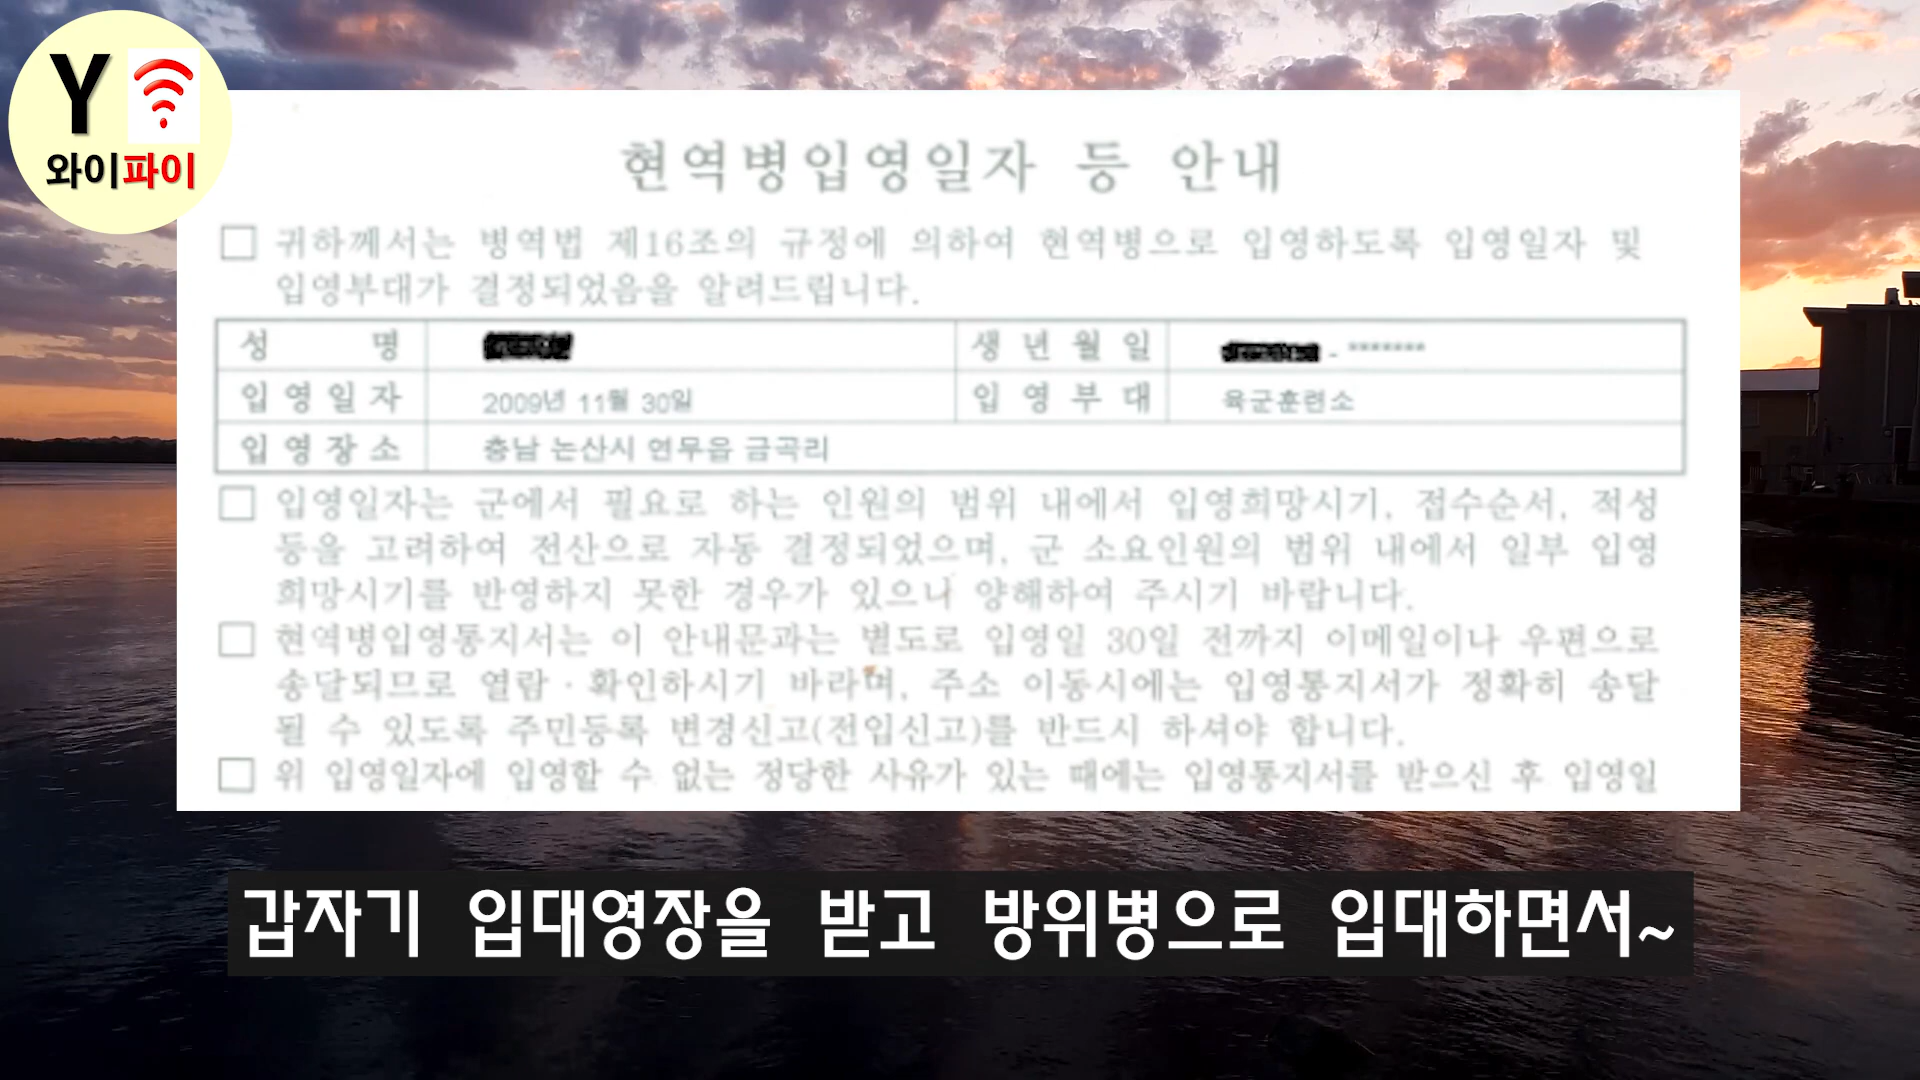 Y
와이파이
현역병입영일자 등 안내
□ 귀하께서는 병역법 제16조의 규정에 의하여 현역병으로 입영하도록 입영일자 및
입영부대가 결정되었음을 알려드립니다.
성 명 생년월일 - *******
입영일자 2009년 11월 30일 입영부대 육군훈련소
입영장소 충남 논산시 연무읍 금곡리
□ 입영일자는 군에서 필요로 하는 인원의 범위 내에서 입영희망시기, 접수순서, 적성
등을 고려하여 전산으로 자동 결정되었으며, 군 소요인원의 범위 내에서 일부 입영
희망시기를 반영하지 못한 경우가 있으니 양해하여 주시기 바랍니다.
□ 현역병입영통지서는 이 안내문과는 별도로 입영일 30일 전까지 이메일이나 우편으로
송달되므로 열람·확인하시기 바라며, 주소 이동시에는 입영통지서가 정확히 송달
될 수 있도록 주민등록 변경신고(전입신고)를 반드시 하셔야 합니다.
□ 위 입영일자에 입영할 수 없는 정당한 사유가 있는 때에는 입영통지서를 받으신 후 입영일
갑자기 입대영장을 받고 방위병으로 입대하면서~